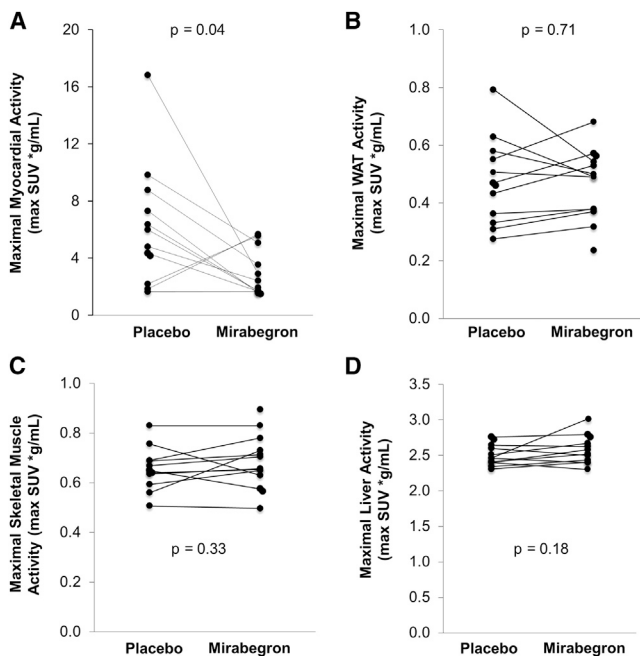 A
p = 0.04
Maximal Myocardial Activity
(max SUV *g/mL)
20
16
12
8
4
0
Placebo
Mirabegron
B
p = 0.71
Maximal WAT Activity
(max SUV *g/mL)
1.0
0.8
0.6
0.4
0.2
0.0
Placebo
Mirabegron
C
Maximal Skeletal Muscle
Activity (max SUV *g/mL)
1.0
0.8
0.6
0.4
0.2
0.0
p = 0.33
Placebo
Mirabegron
D
Maximal Liver Activity
(max SUV *g/mL)
3.5
3.0
2.5
2.0
1.5
1.0
0.5
0.0
p = 0.18
Placebo
Mirabegron